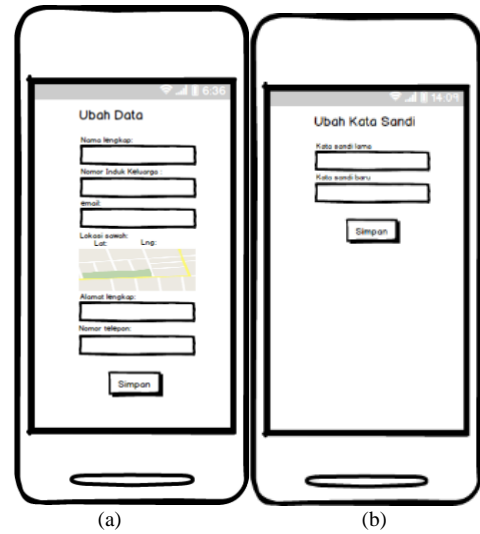 6:36
Ubah Data
Nama lengkap:
Nomor Induk Keluarga :
email:
Lokasi sawah:
Lat: Lng:
Alamat lengkap:
Nomor telepon:
Simpan
(a)
14:09
Ubah Kata Sandi
Kata sandi lama
Kata sandi baru
Simpan
(b)